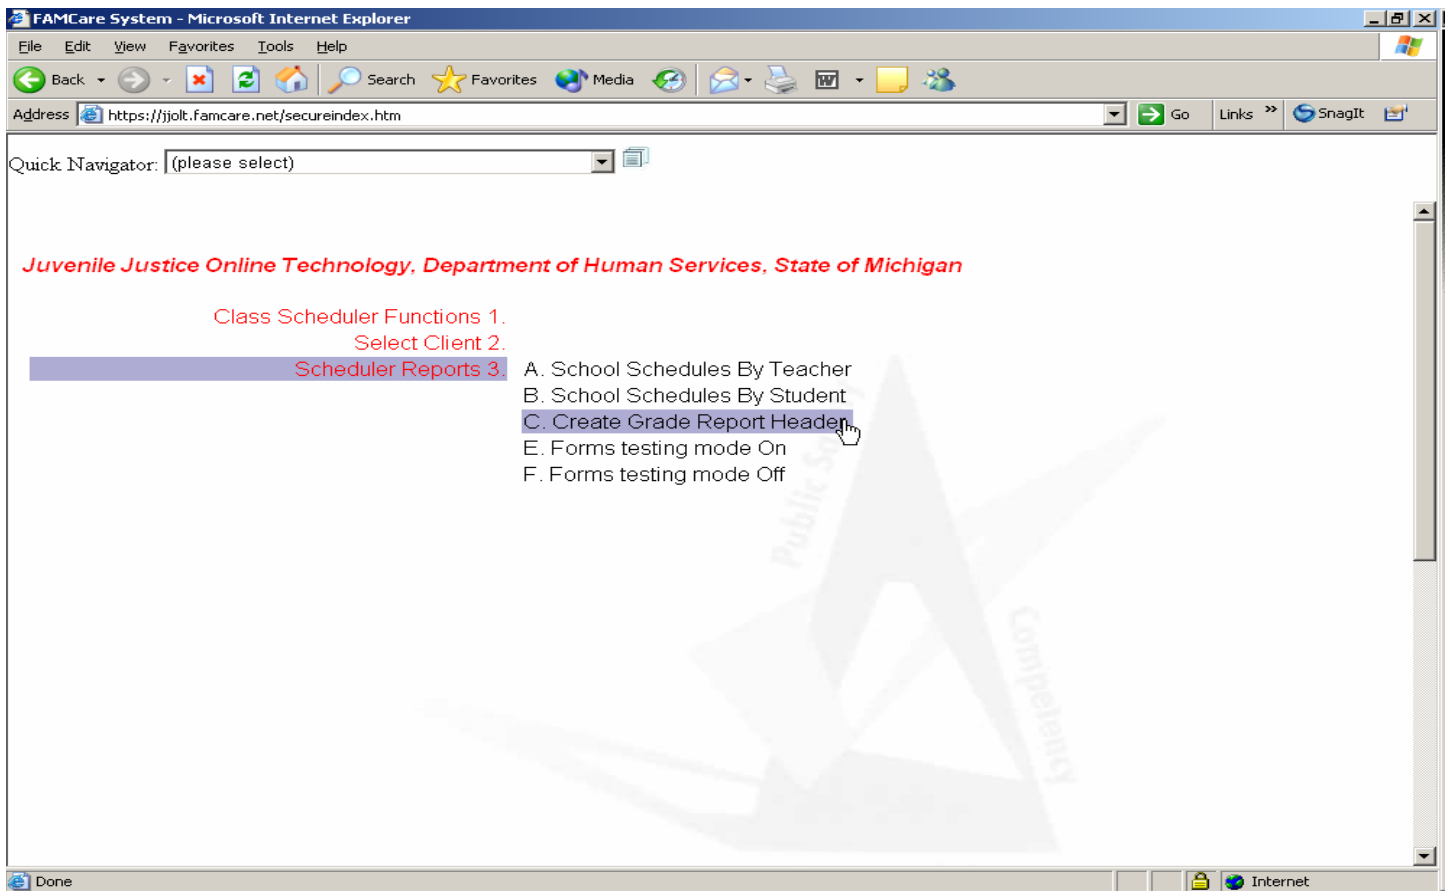 FAMCare System - Microsoft Internet Explorer
File Edit View Favorites Tools Help
Back Search Favorites Media
Address https://jjolt.famcare.net/secureindex.htm Go Links » SnagIt
Quick Navigator: (please select)
Juvenile Justice Online Technology, Department of Human Services, State of Michigan
Class Scheduler Functions 1.
Select Client 2.
Scheduler Reports 3. A. School Schedules By Teacher
B. School Schedules By Student
C. Create Grade Report Header
E. Forms testing mode On
F. Forms testing mode Off
Public
Competency
Done Internet